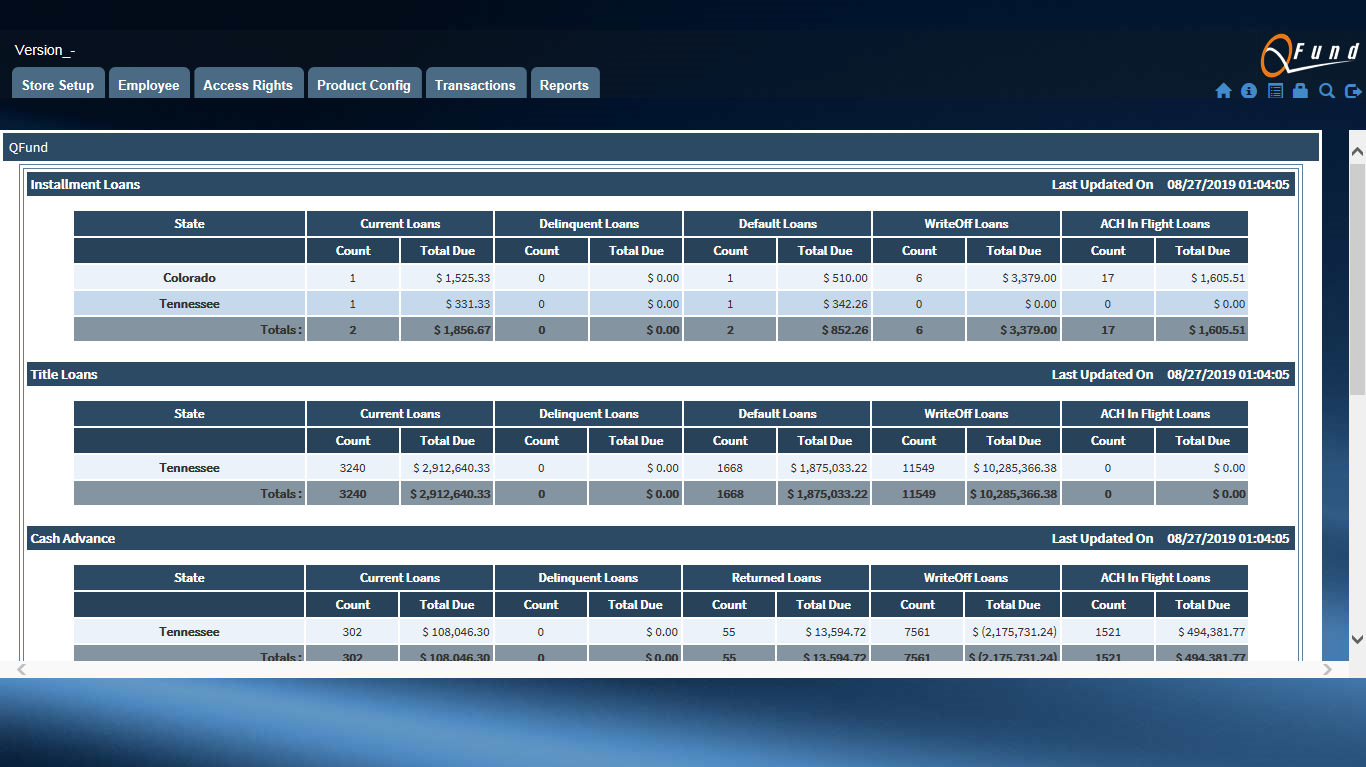 Version_-
QFund
Store Setup Employee Access Rights Product Config Transactions Reports
QFund
Installment Loans Last Updated On 08/27/2019 01:04:05
State Current Loans Delinquent Loans Default Loans WriteOff Loans ACH In Flight Loans
Count Total Due Count Total Due Count Total Due Count Total Due Count Total Due
Colorado 1 $ 1,525.33 0 $ 0.00 1 $ 510.00 6 $ 3,379.00 17 $ 1,605.51
Tennessee 1 $ 331.33 0 $ 0.00 1 $ 342.26 0 $ 0.00 0 $ 0.00
Totals : 2 $ 1,856.67 0 $ 0.00 2 $ 852.26 6 $ 3,379.00 17 $ 1,605.51
Title Loans Last Updated On 08/27/2019 01:04:05
State Current Loans Delinquent Loans Default Loans WriteOff Loans ACH In Flight Loans
Count Total Due Count Total Due Count Total Due Count Total Due Count Total Due
Tennessee 3240 $ 2,912,640.33 0 $ 0.00 1668 $ 1,875,033.22 11549 $ 10,285,366.38 0 $ 0.00
Totals : 3240 $ 2,912,640.33 0 $ 0.00 1668 $ 1,875,033.22 11549 $ 10,285,366.38 0 $ 0.00
Cash Advance Last Updated On 08/27/2019 01:04:05
State Current Loans Delinquent Loans Returned Loans WriteOff Loans ACH In Flight Loans
Count Total Due Count Total Due Count Total Due Count Total Due Count Total Due
Tennessee 302 $ 108,046.30 0 $ 0.00 55 $ 13,594.72 7561 $ (2,175,731.24) 1521 $ 494,381.77
Totals : 302 $ 108,046.30 0 $ 0.00 55 $ 13,594.72 7561 $ (2,175,731.24) 1521 $ 494,381.77